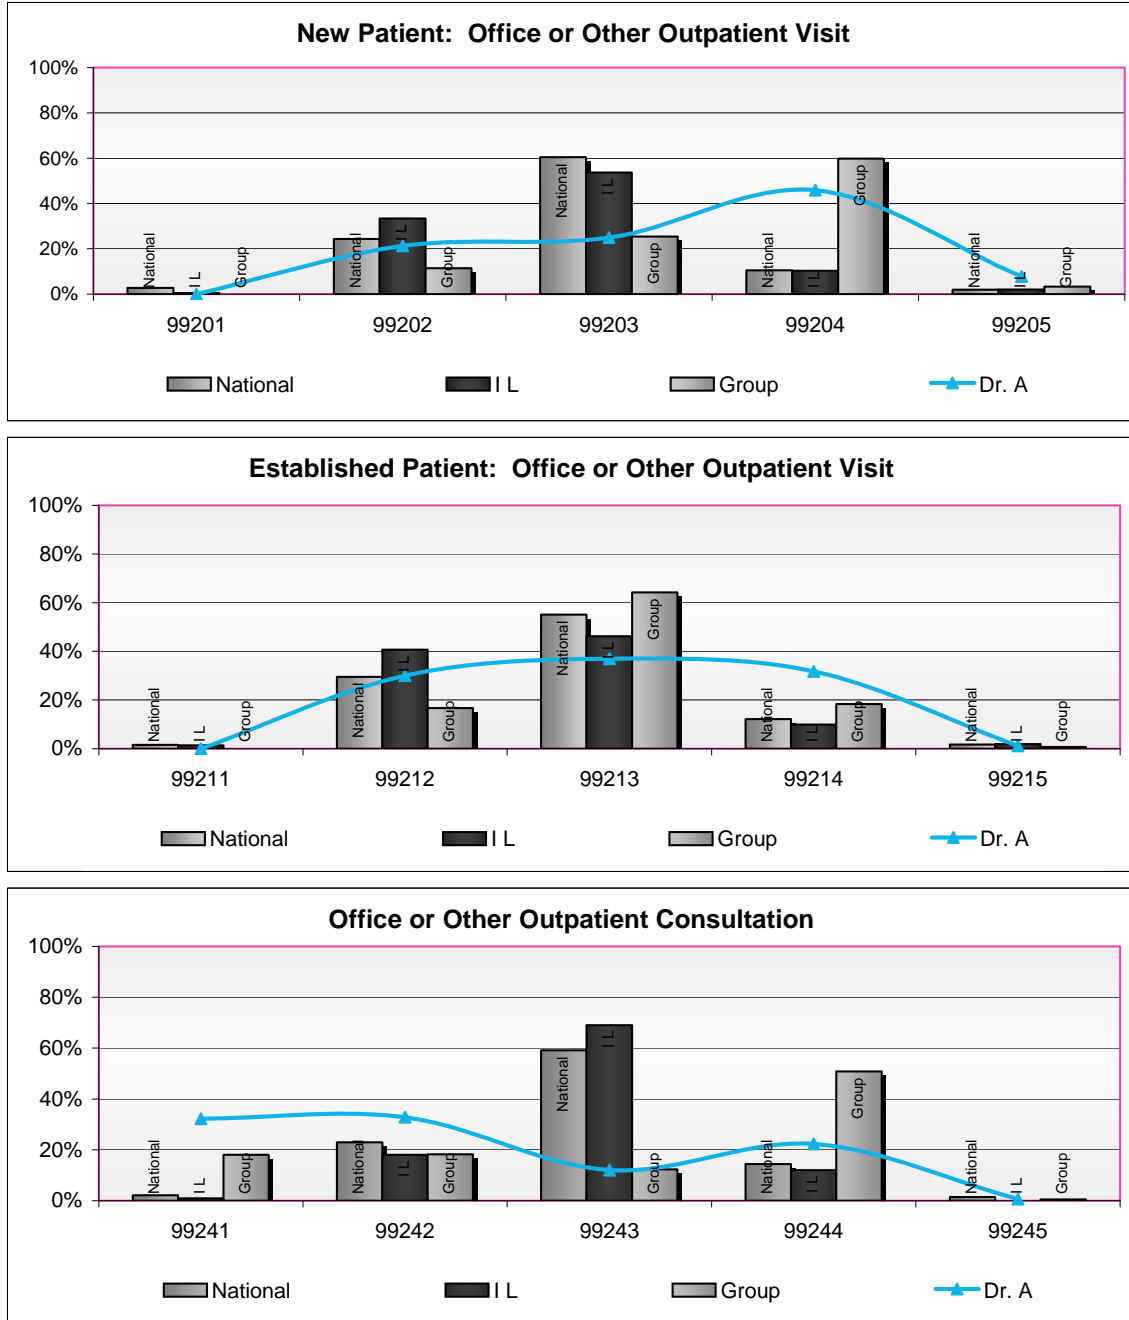 New Patient:  Office or Other Outpatient Visit
100%
80%
60%
40%
20%
0%
National
I L
Group
National
I L
Group
National
I L
Group
National
I L
Group
National
I L
Group
99201
99202
99203
99204
99205
National
I L
Group
Dr. A
Established Patient:  Office or Other Outpatient Visit
100%
80%
60%
40%
20%
0%
National
I L
Group
National
I L
Group
National
I L
Group
National
I L
Group
National
I L
Group
99211
99212
99213
99214
99215
National
I L
Group
Dr. A
Office or Other Outpatient Consultation
100%
80%
60%
40%
20%
0%
National
I L
Group
National
I L
Group
National
I L
Group
National
I L
Group
National
I L
Group
99241
99242
99243
99244
99245
National
I L
Group
Dr. A